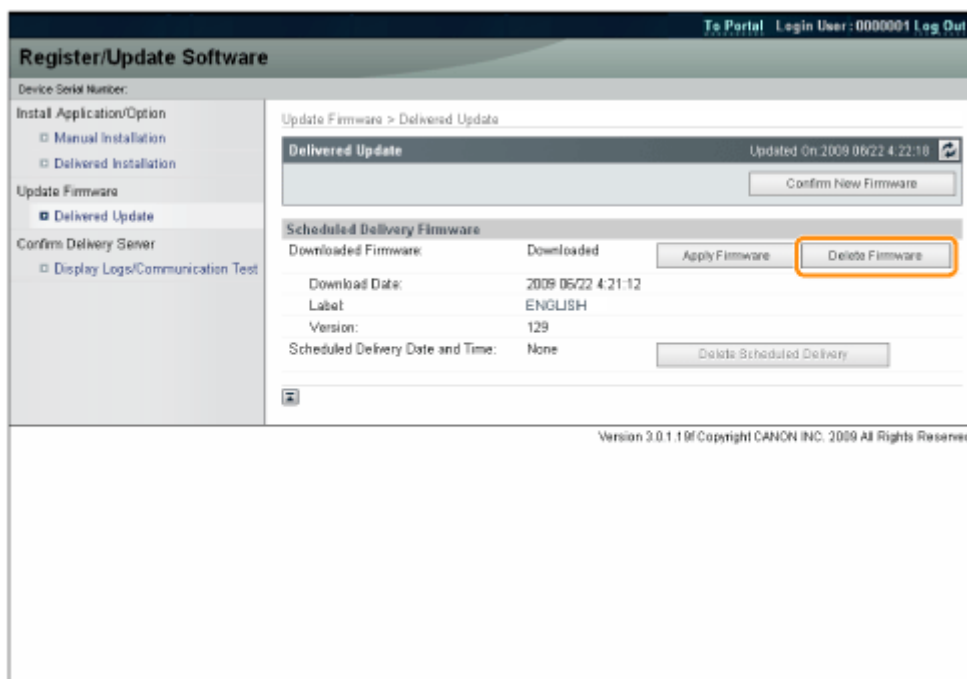 To Portal Login User : 0000001 Log Out
Register/Update Software
Device Serial Number:
Install Application/Option
Manual Installation
Delivered Installation
Update Firmware
Delivered Update
Confirm Delivery Server
Display Logs/Communication Test
Update Firmware > Delivered Update
Delivered Update Updated On:2009 06/22 4:22:18
Confirm New Firmware
Scheduled Delivery Firmware
Downloaded Firmware: Downloaded Apply Firmware Delete Firmware
Download Date: 2009 06/22 4:21:12
Label: ENGLISH
Version: 129
Scheduled Delivery Date and Time: None Delete Scheduled Delivery
Version 3.0.1.19f Copyright CANON INC. 2009 All Rights Reserve